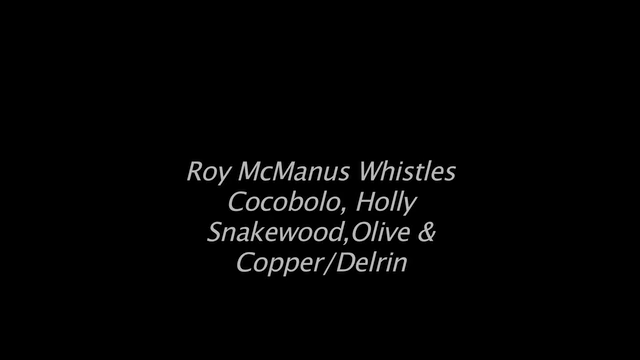 Roy McManus Whistles
Cocobolo, Holly
Snakewood,Olive &
Copper/Delrin